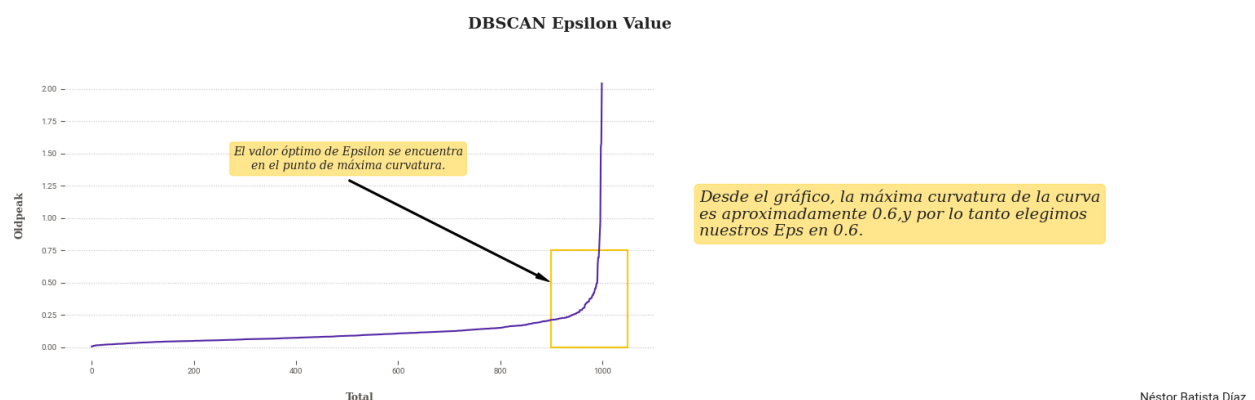 DBSCAN Epsilon Value
2.00
1.75
1.50
1.25
1.00
0.75
0.50
0.25
0.00
Oldpeak
El valor óptimo de Epsilon se encuentra
en el punto de máxima curvatura.
0
200
400
600
800
1000
Total
Desde el gráfico, la máxima curvatura de la curva
es aproximadamente 0.6,y por lo tanto elegimos
nuestros Eps en 0.6.
Néstor Batista Díaz